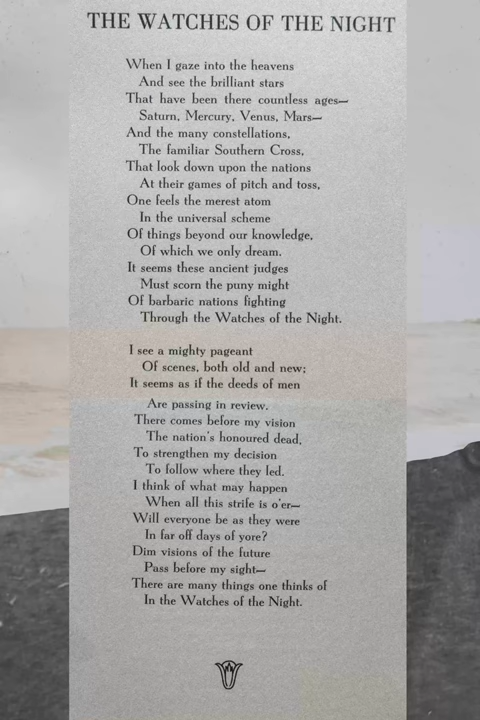 THE WATCHES OF THE NIGHT
When I gaze into the heavens
And see the brilliant stars
That have been there countless ages—
Saturn, Mercury, Venus, Mars—
And the many constellations,
The familiar Southern Cross,
That look down upon the nations
At their games of pitch and toss,
One feels the merest atom
In the universal scheme
Of things beyond our knowledge,
Of which we only dream.
It seems these ancient judges
Must scorn the puny might
Of barbaric nations fighting
Through the Watches of the Night.
I see a mighty pageant
Of scenes, both old and new;
It seems as if the deeds of men
Are passing in review.
There comes before my vision
The nation's honoured dead,
To strengthen my decision
To follow where they led.
I think of what may happen
When all this strife is o'er—
Will everyone be as they were
In far off days of yore?
Dim visions of the future
Pass before my sight—
There are many things one thinks of
In the Watches of the Night.